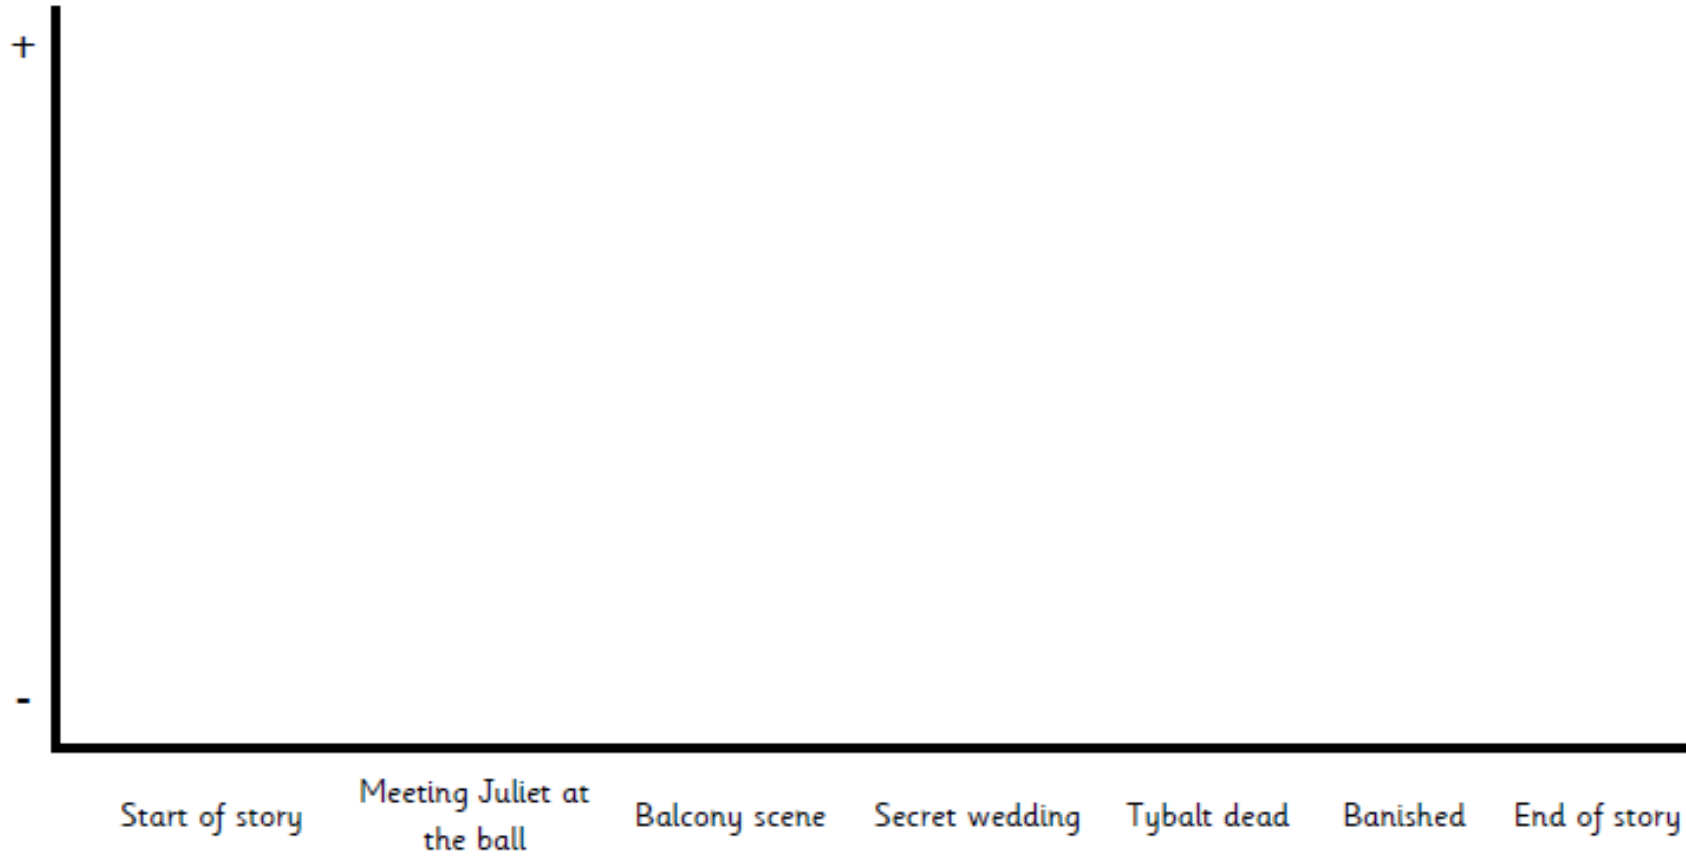 +
-
Start of story
Meeting Juliet at
the ball
Balcony scene
Secret wedding
Tybalt dead
Banished
End of story